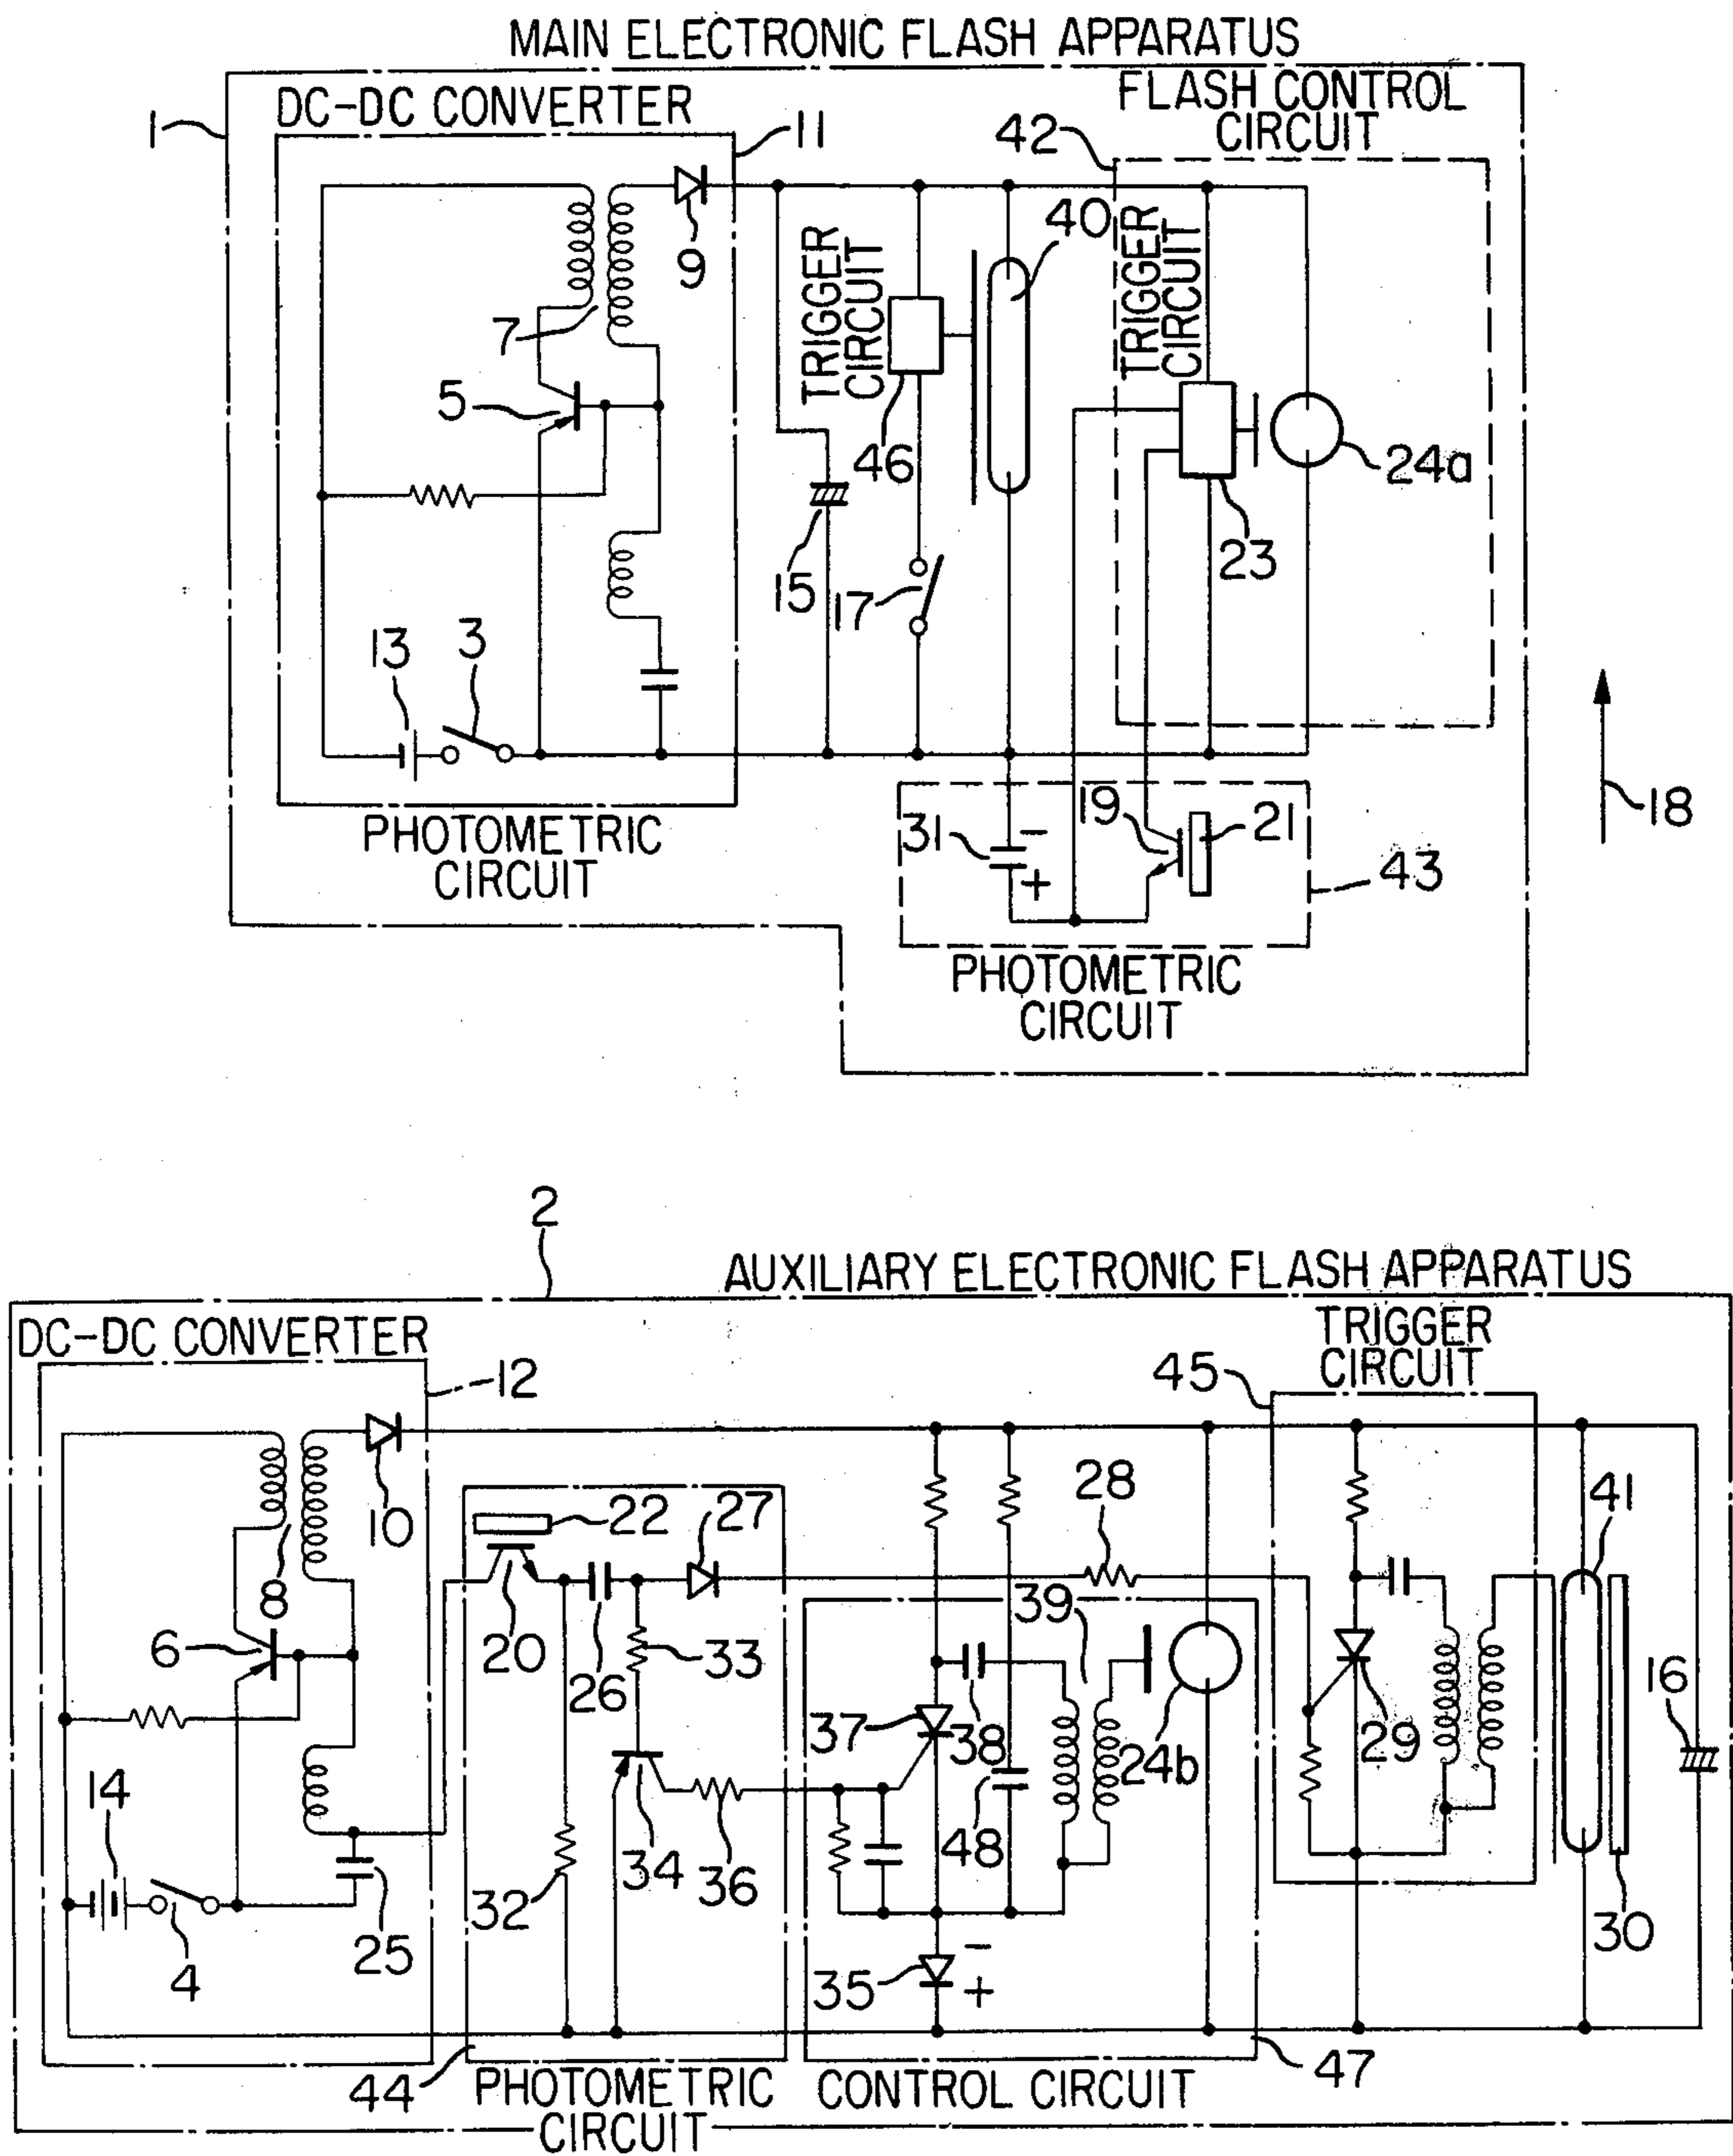 MAIN ELECTRONIC FLASH APPARATUS
1
DC-DC CONVERTER
11
42
FLASH CONTROL
CIRCUIT
9
7
TRIGGER
CIRCUIT
40
TRIGGER
CIRCUIT
5
46
24a
23
15
17
13
3
18
PHOTOMETRIC
CIRCUIT
31
-
+
19
21
43
PHOTOMETRIC
CIRCUIT
2
AUXILIARY ELECTRONIC FLASH APPARATUS
DC-DC CONVERTER
12
TRIGGER
CIRCUIT
45
10
22
27
28
41
8
6
20
26
33
39
16
37
38
24b
29
14
34
36
48
32
25
4
35
-
+
30
44
PHOTOMETRIC
CIRCUIT
CONTROL CIRCUIT
47